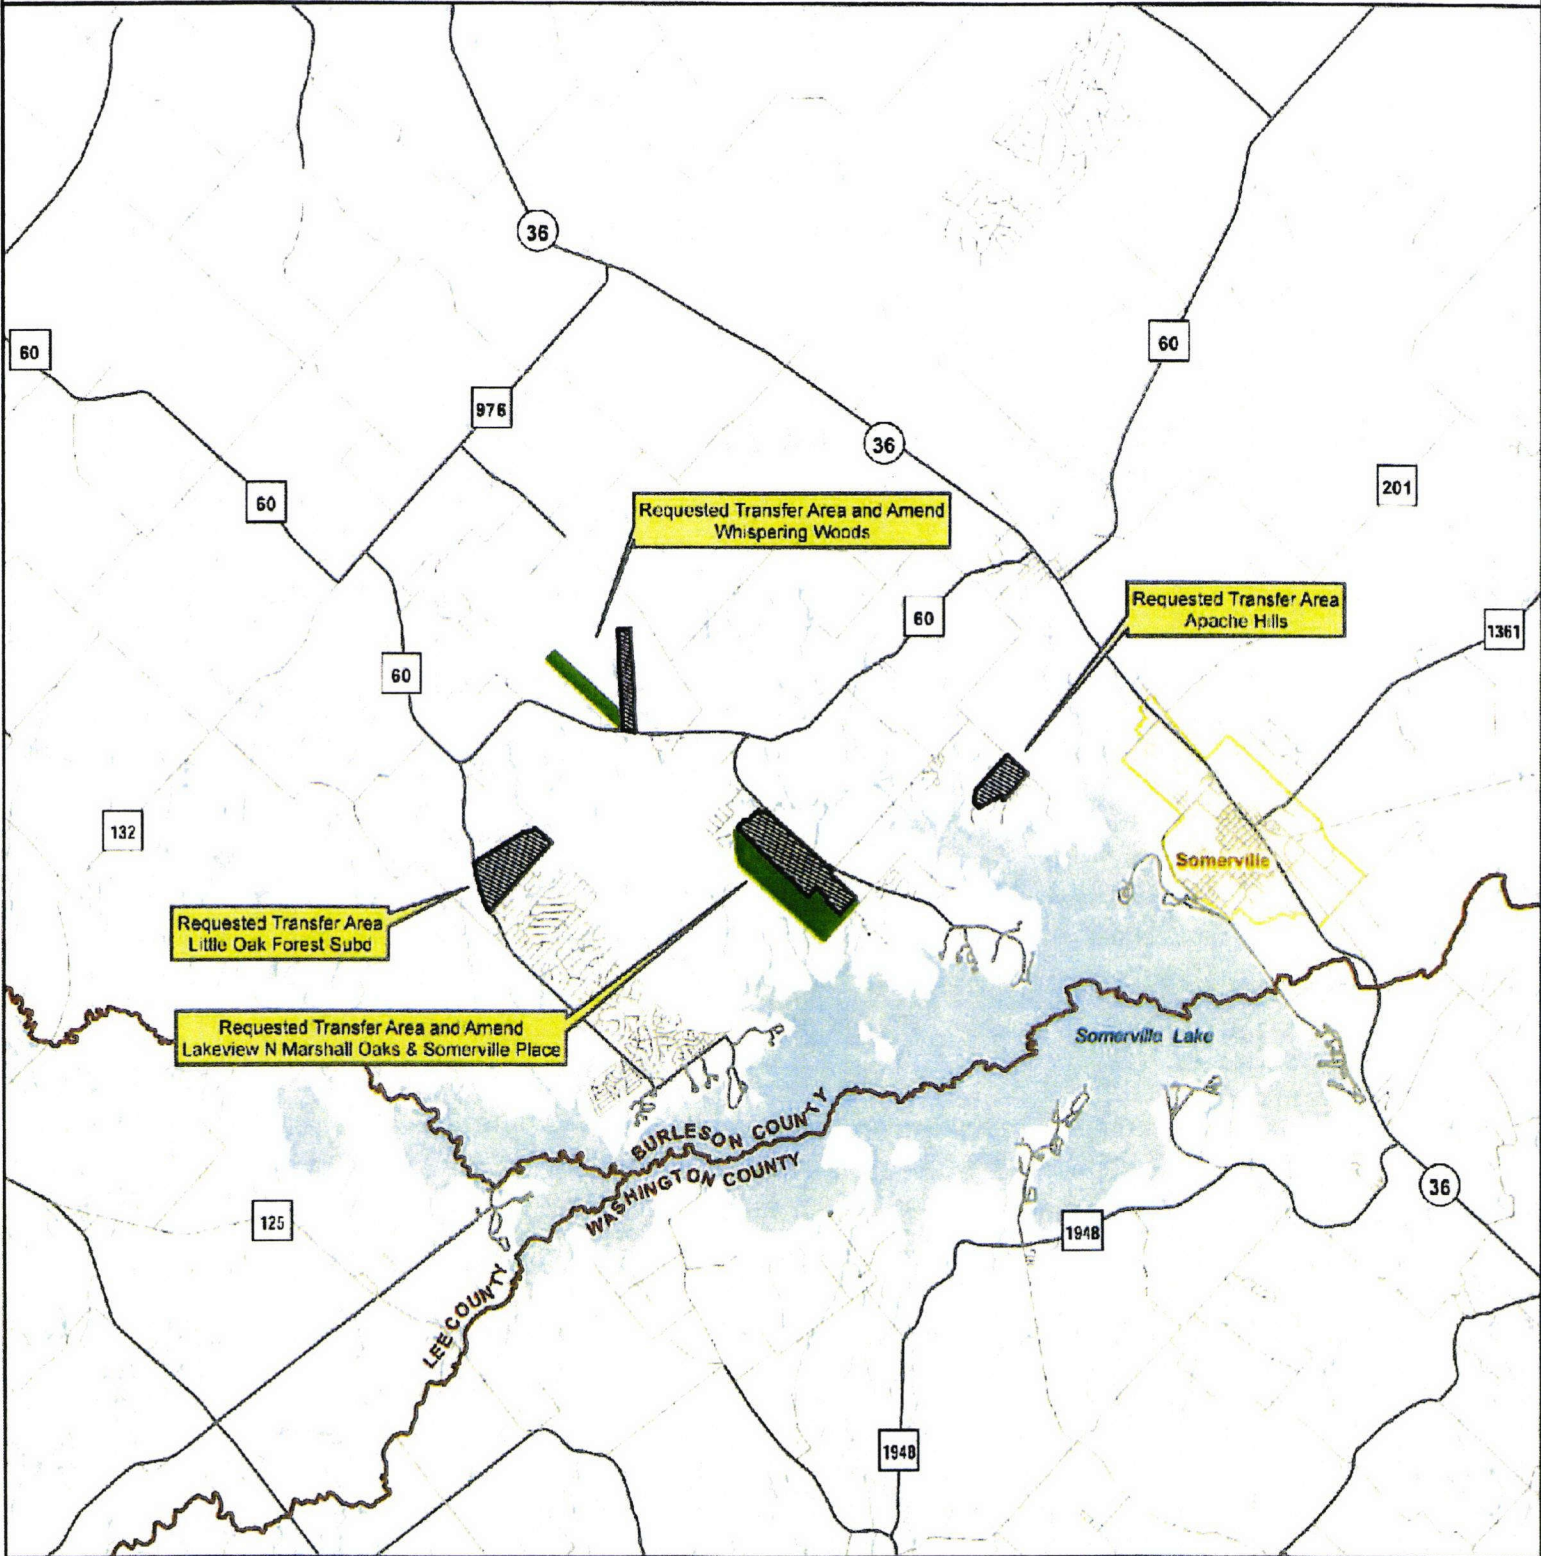 36
60
60
976
36
201
60
Requested Transfer Area and Amend
Whispering Woods
Requested Transfer Area
Apache Hills
60
1361
60
132
Somerville
Requested Transfer Area
Little Oak Forest Subd
Requested Transfer Area and Amend
Lakeview N Marshall Oaks & Somerville Place
Somerville Lake
BURLESON COUNTY
WASHINGTON COUNTY
36
125
1948
LEE COUNTY
1948